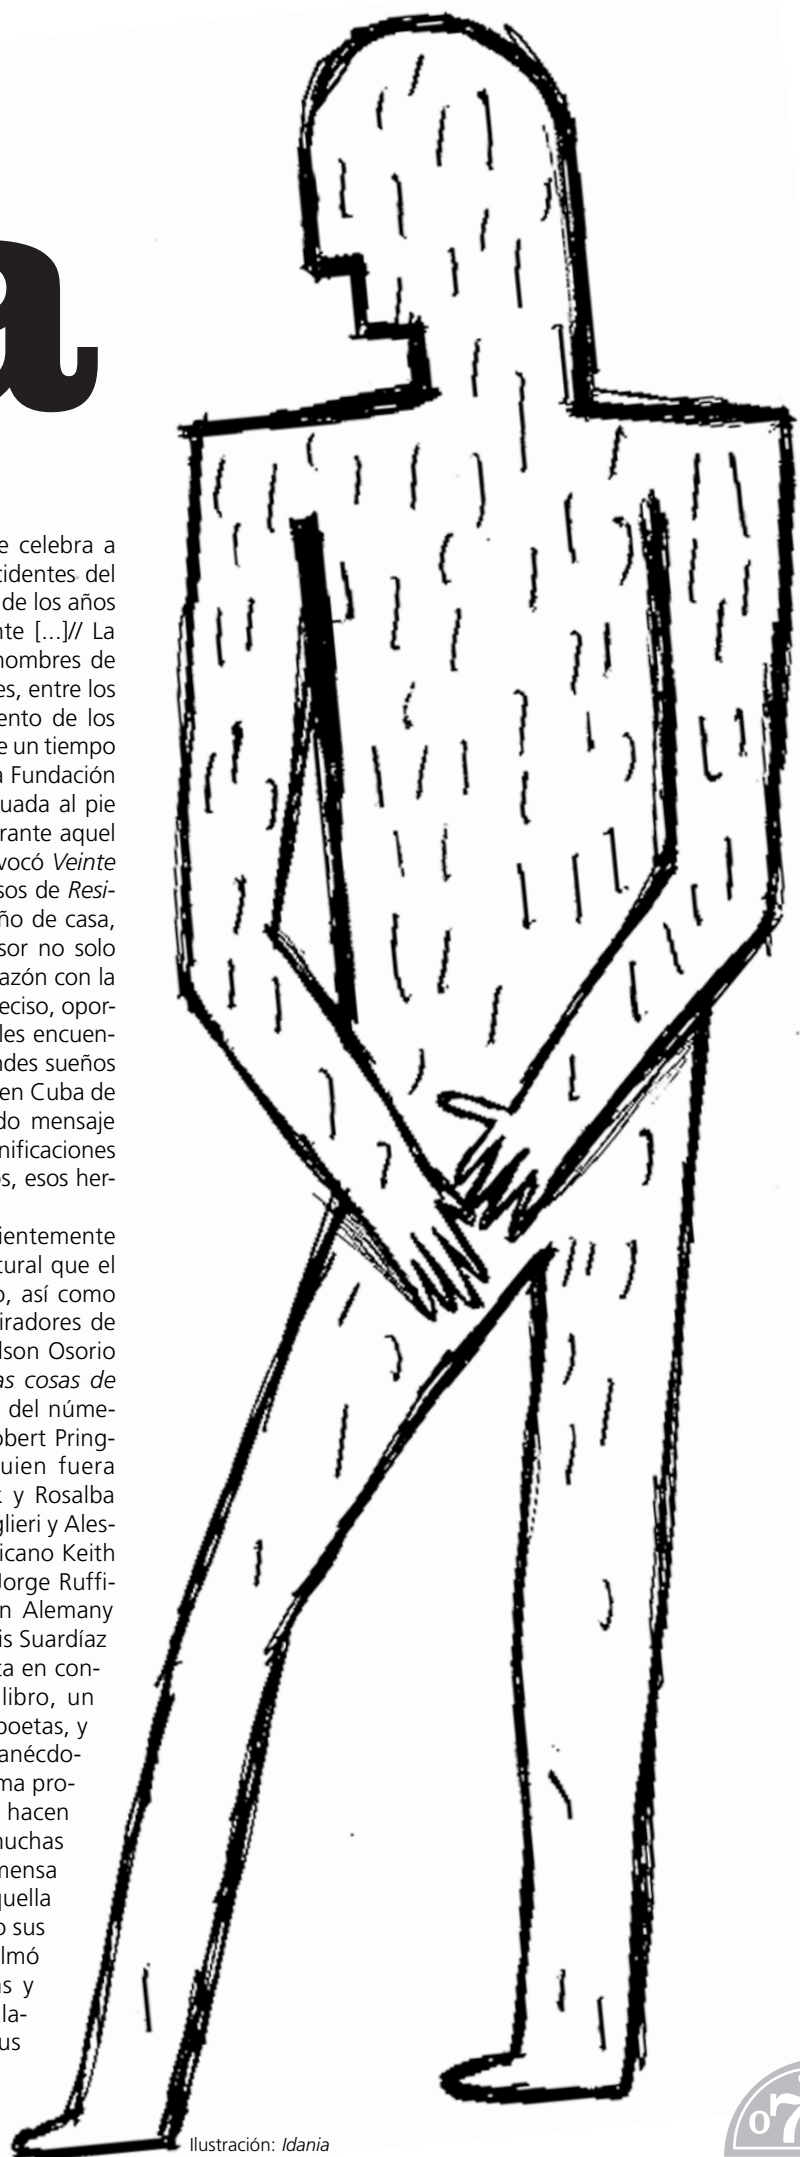 a
e celebra a
cidentes del
de los años
nte [...]// La
nombres de
es, entre los
ento de los
e un tiempo
a Fundación
uada al pie
rante aquel
vocó Veinte
sos de Resi-
ño de casa,
sor no solo
azón con la
eciso, opor-
les encuen-
ndes sueños
en Cuba de
do mensaje
nificaciones
os, esos her-
ientemente
tural que el
o, así como
iradores de
lson Osorio
as cosas de
del núme-
obert Pring-
uien fuera
k y Rosalba
glieri y Ales-
icano Keith
Jorge Ruffi-
n Alemany
is Suardíaz
ta en con-
libro, un
poetas, y
anécdo-
ma pro-
hacen
nuchas
mensa
quella
o sus
lmó
as y
la-
us
Ilustración: Idania
07